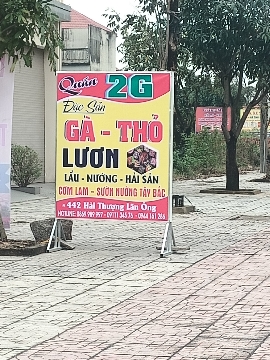 Quán 2G
Đặc Sản
GÀ - THỎ
LƯƠN
LẨU - NƯỚNG - HẢI SẢN
CƠM LAM - SƯỜN NƯỚNG TÂY BẮC
442 Hải Thượng Lãn Ông
HOTLINE: